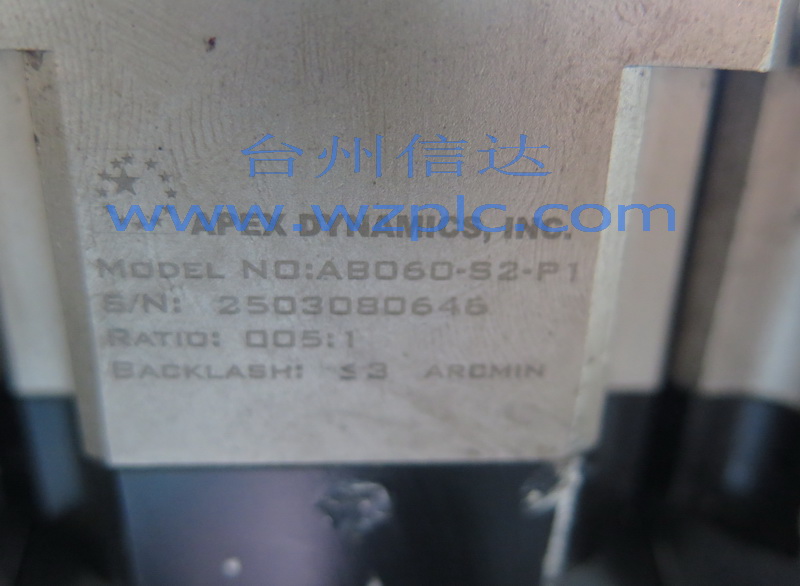 台州信达
www.wzplc.com
APEX DYNAMICS, INC.
MODEL NO:AB060-S2-P1
S/N: 2503080646
RATIO: 005:1
BACKLASH: ≤3 ARCMIN